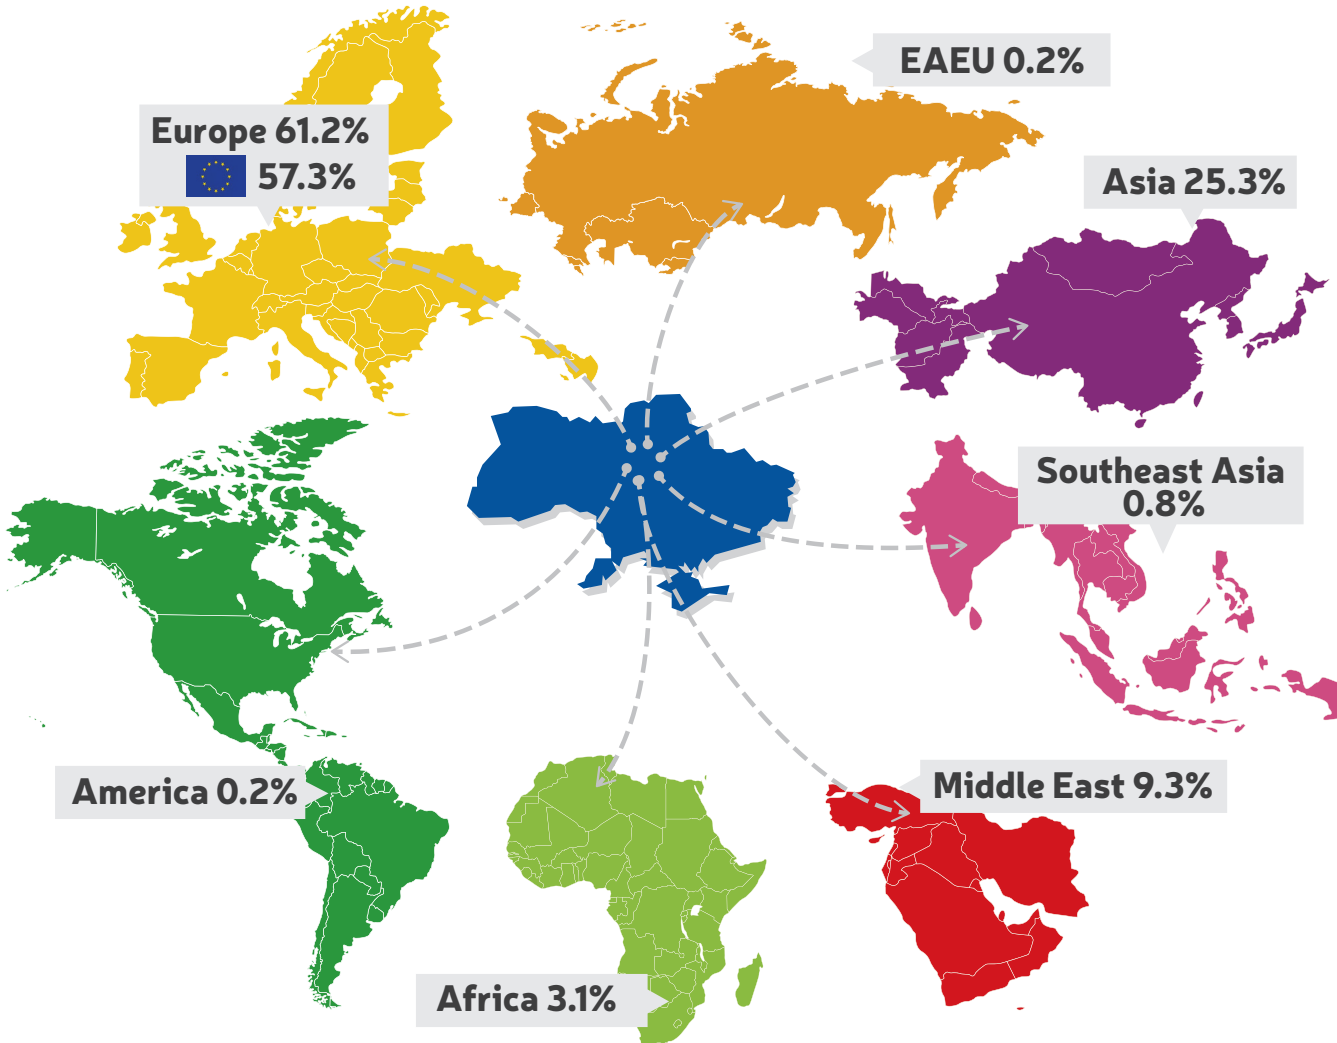 EAEU 0.2%
Europe 61.2%
57.3%
Asia 25.3%
Southeast Asia
0.8%
America 0.2%
Middle East 9.3%
Africa 3.1%